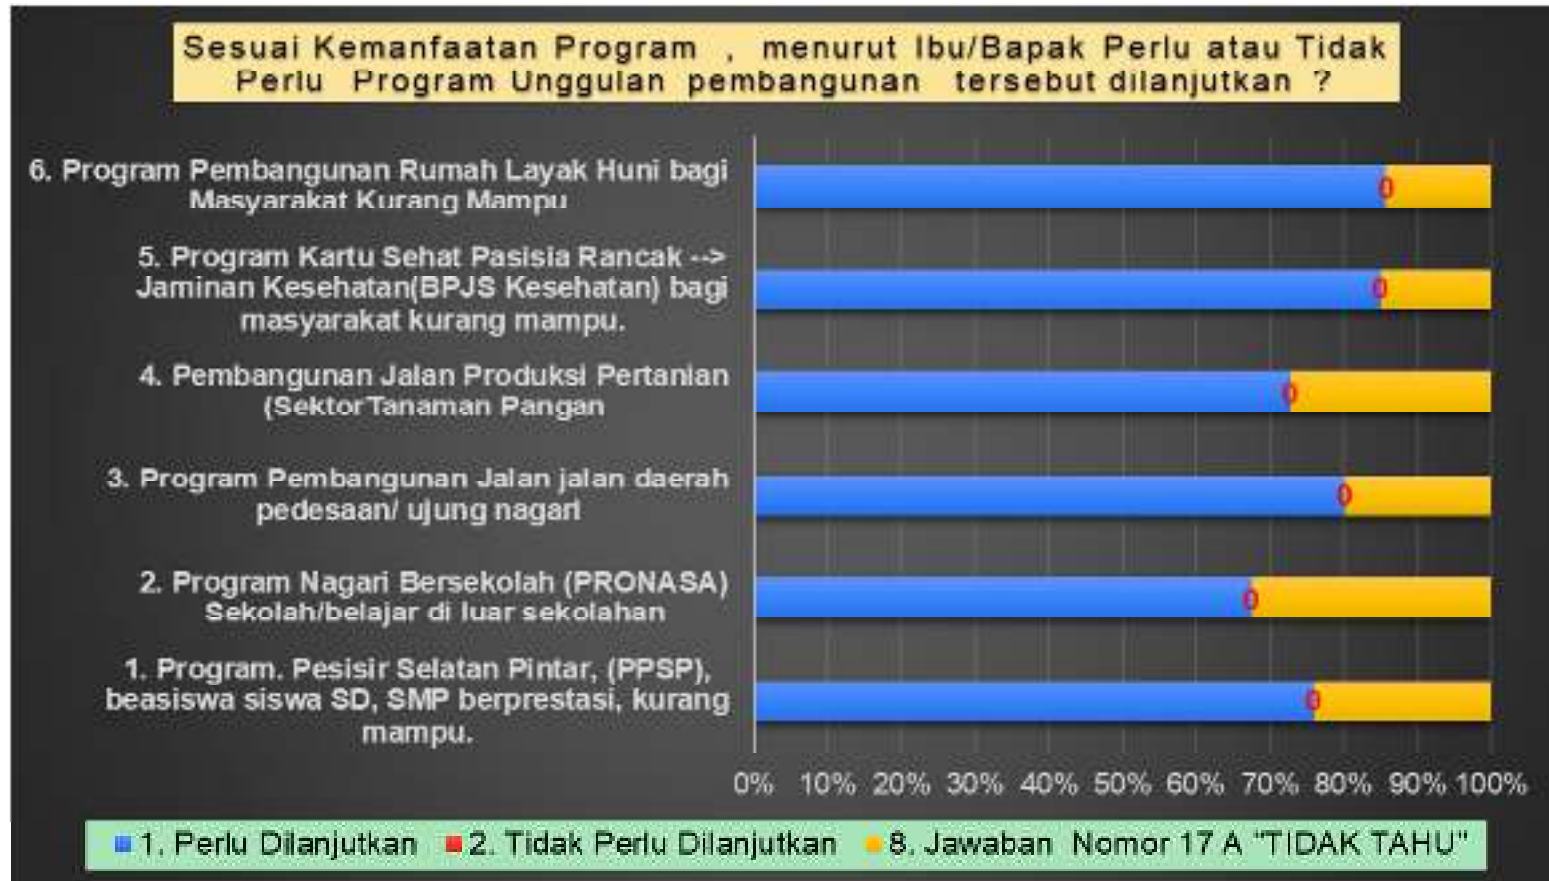 Sesuai Kemanfaatan Program , menurut Ibu/Bapak Perlu atau Tidak
Perlu Program Unggulan pembangunan tersebut dilanjutkan ?
6. Program Pembangunan Rumah Layak Huni bagi
Masyarakat Kurang Mampu
0
5. Program Kartu Sehat Pasisia Rancak -->
Jaminan Kesehatan(BPJS Kesehatan) bagi
masyarakat kurang mampu.
0
4. Pembangunan Jalan Produksi Pertanian
(SektorTanaman Pangan
0
3. Program Pembangunan Jalan jalan daerah
pedesaan/ ujung nagari
0
2. Program Nagari Bersekolah (PRONASA)
Sekolah/belajar di luar sekolahan
0
1. Program. Pesisir Selatan Pintar, (PPSP),
beasiswa siswa SD, SMP berprestasi, kurang
mampu.
0
0% 10% 20% 30% 40% 50% 60% 70% 80% 90% 100%
1. Perlu Dilanjutkan 2. Tidak Perlu Dilanjutkan 8. Jawaban Nomor 17 A "TIDAK TAHU"